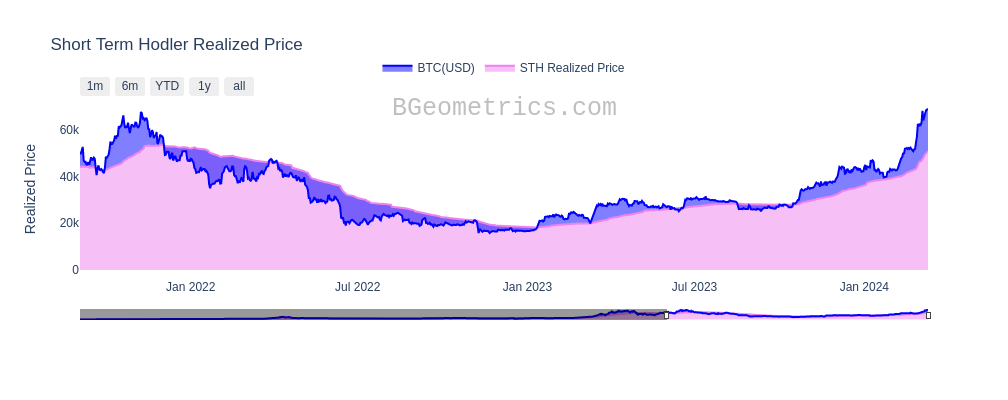 Short Term Hodler Realized Price
BTC(USD) STH Realized Price
1m 6m YTD 1y all
BGeometrics.com
Realized Price
60k
40k
20k
0
Jan 2022 Jul 2022 Jan 2023 Jul 2023 Jan 2024